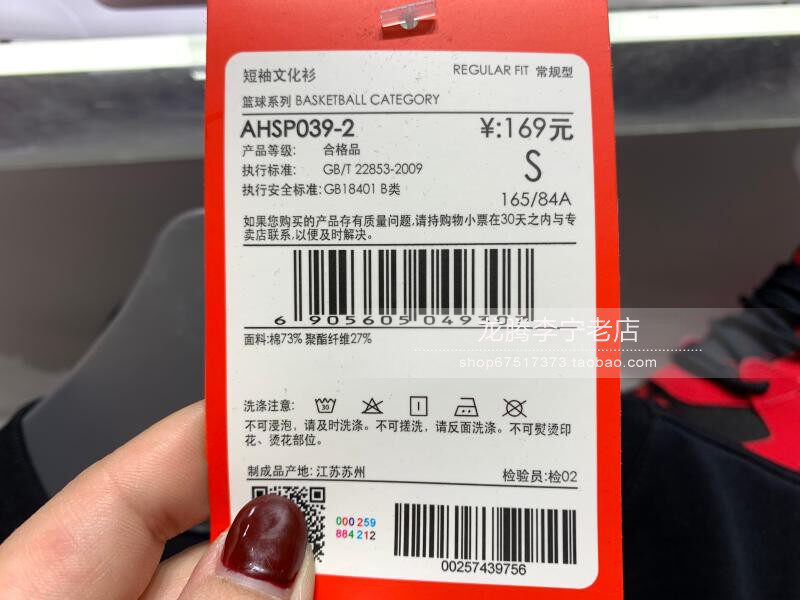 短袖文化衫
REGULAR FIT 常规型
篮球系列 BASKETBALL CATEGORY
AHSP039-2
¥:169元
产品等级: 合格品
S
执行标准: GB/T 22853-2009
执行安全标准:GB18401 B类
165/84A
如果您购买的产品存有质量问题,请持购物小票在30天之内与专
卖店联系,以便及时解决。
6 905605 049
面料:棉73% 聚酯纤维27%
龙腾李宁老店
shop67517373.taobao.com
洗涤注意:
30
不可浸泡，请及时洗涤。不可搓洗，请反面洗涤。不可熨烫印
花、烫花部位。
制成品产地: 江苏苏州
检验员:检02
000 259
884 212
00257439756